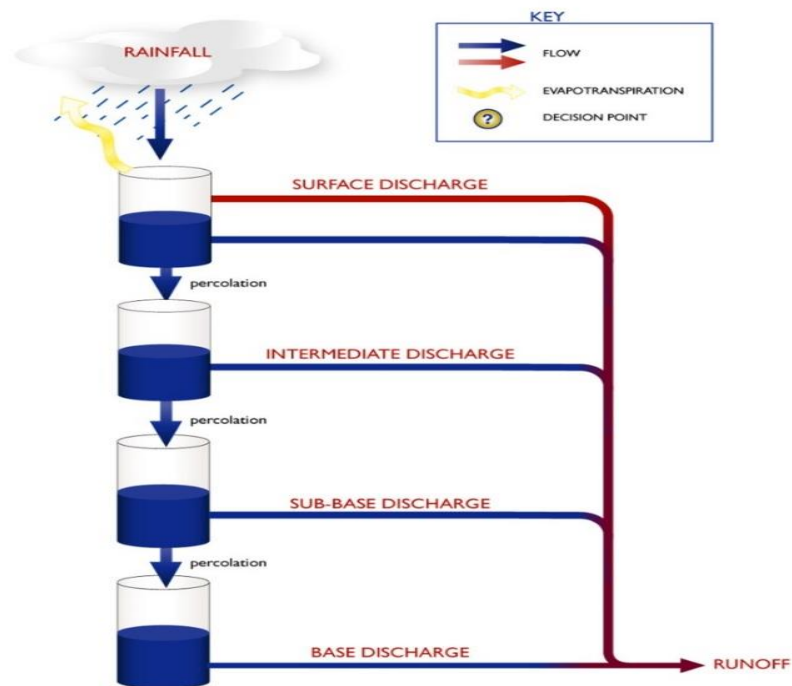 KEY
RAINFALL
FLOW
EVAPOTRANSPIRATION
? DECISION POINT
SURFACE DISCHARGE
percolation
INTERMEDIATE DISCHARGE
percolation
SUB-BASE DISCHARGE
percolation
BASE DISCHARGE
RUNOFF